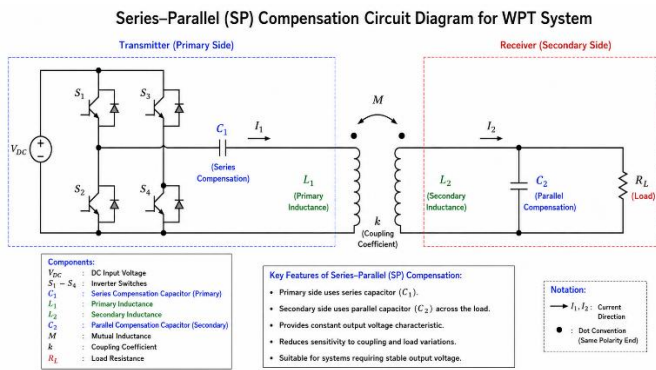 Series–Parallel (SP) Compensation Circuit Diagram for WPT System
Transmitter (Primary Side)
Receiver (Secondary Side)
S1
S3
C1
I1
M
I2
VDC
(Series
Compensation)
S2
S4
L1
(Primary
Inductance)
L2
(Secondary
Inductance)
C2
(Parallel
Compensation)
RL
(Load)
k
(Coupling
Coefficient)
Components:
VDC : DC Input Voltage
S1 – S4 : Inverter Switches
C1 : Series Compensation Capacitor (Primary)
L1 : Primary Inductance
L2 : Secondary Inductance
C2 : Parallel Compensation Capacitor (Secondary)
M : Mutual Inductance
k : Coupling Coefficient
RL : Load Resistance
Key Features of Series–Parallel (SP) Compensation:
• Primary side uses series capacitor (C1).
• Secondary side uses parallel capacitor (C2) across the load.
• Provides constant output voltage characteristic.
• Reduces sensitivity to coupling and load variations.
• Suitable for systems requiring stable output voltage.
Notation:
I1, I2 : Current
Direction
: Dot Convention
(Same Polarity End)